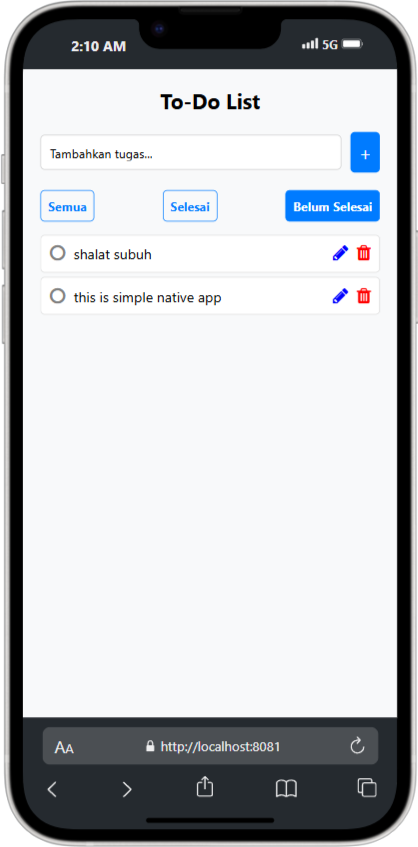 2:10 AM 5G
To-Do List
Tambahkan tugas... +
Semua Selesai Belum Selesai
shalat subuh
this is simple native app
AA http://localhost:8081